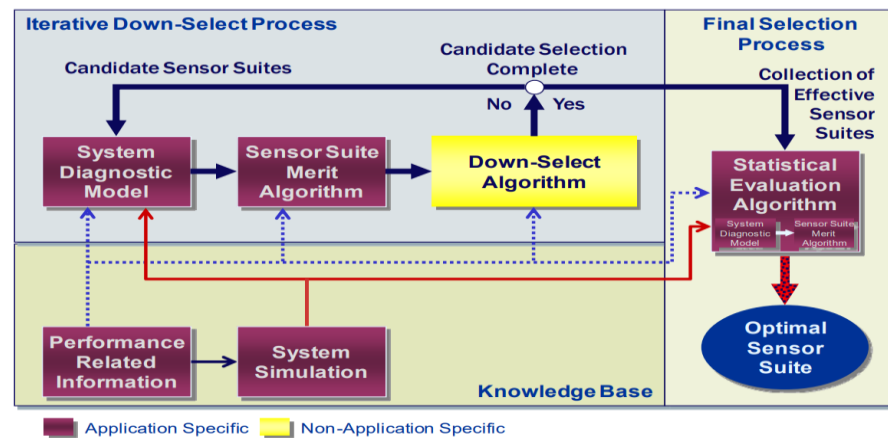 Iterative Down-Select Process
Final Selection
Process
Candidate Selection
Complete
Candidate Sensor Suites
Collection of
Effective
Sensor
Suites
No
Yes
System
Diagnostic
Model
Sensor Suite
Merit
Algorithm
Down-Select
Algorithm
Statistical
Evaluation
Algorithm
System
Diagnostic
Model
Sensor Suite
Merit
Algorithm
Performance
Related
Information
System
Simulation
Optimal
Sensor
Suite
Knowledge Base
Application Specific
Non-Application Specific